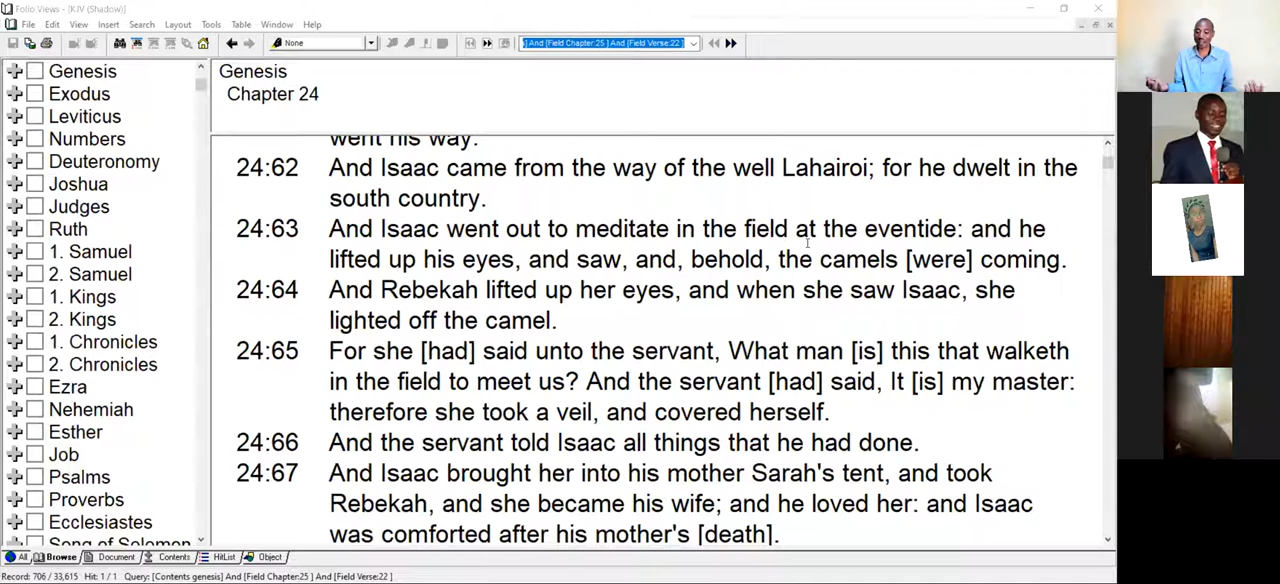 Folio Views - [KJV (Shadow)]
File Edit View Insert Search Layout Tools Table Window Help
None
] And [Field Chapter:25 ] And [Field Verse:22 ]
Genesis
Exodus
Leviticus
Numbers
Deuteronomy
Joshua
Judges
Ruth
1. Samuel
2. Samuel
1. Kings
2. Kings
1. Chronicles
2. Chronicles
Ezra
Nehemiah
Esther
Job
Psalms
Proverbs
Ecclesiastes
Song of Solomon
Genesis
Chapter 24
went his way.
24:62 And Isaac came from the way of the well Lahairoi; for he dwelt in the
south country.
24:63 And Isaac went out to meditate in the field at the eventide: and he
lifted up his eyes, and saw, and, behold, the camels [were] coming.
24:64 And Rebekah lifted up her eyes, and when she saw Isaac, she
lighted off the camel.
24:65 For she [had] said unto the servant, What man [is] this that walketh
in the field to meet us? And the servant [had] said, It [is] my master:
therefore she took a veil, and covered herself.
24:66 And the servant told Isaac all things that he had done.
24:67 And Isaac brought her into his mother Sarah's tent, and took
Rebekah, and she became his wife; and he loved her: and Isaac
was comforted after his mother's [death].
All Browse Document Contents HitList Object
Record: 706 / 33,615 Hit: 1 / 1 Query: [Contents genesis] And [Field Chapter:25 ] And [Field Verse:22 ]